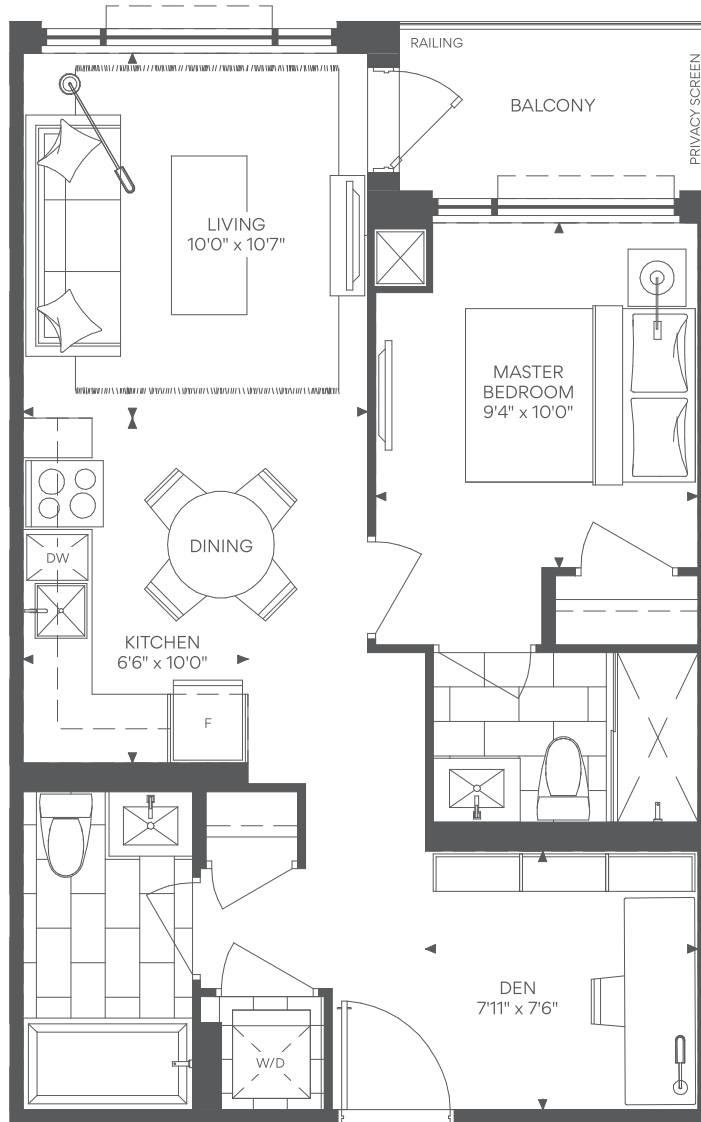 RAILING
BALCONY
PRIVACY SCREEN
LIVING
10'0" x 10'7"
MASTER
BEDROOM
9'4" x 10'0"
DINING
DW
KITCHEN
6'6" x 10'0"
F
DEN
7'11" x 7'6"
W/D